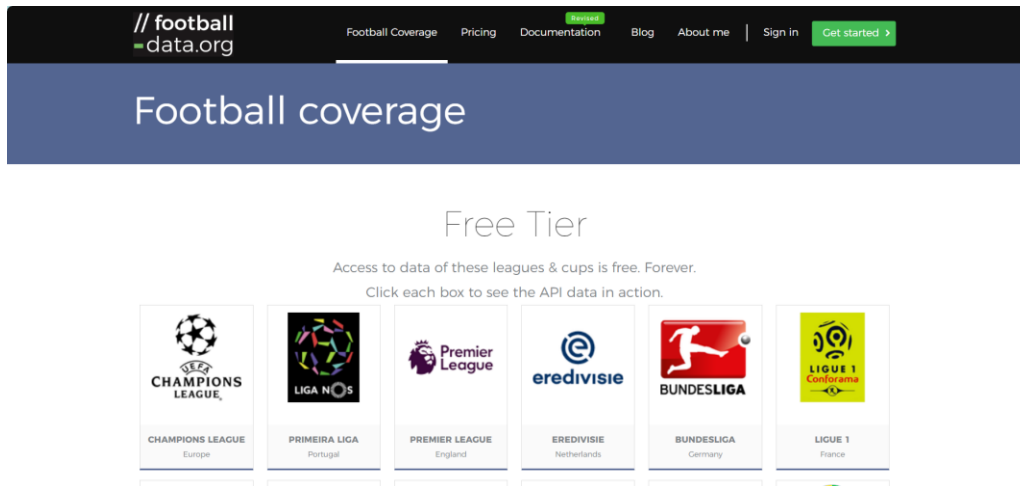 // football
-data.org
Football Coverage Pricing Documentation Revised Blog About me Sign in Get started
Football coverage
Free Tier
Access to data of these leagues & cups is free. Forever.
Click each box to see the API data in action.
UEFA
CHAMPIONS
LEAGUE
LIGA NOS
Premier
League
eredivisie
BUNDESLIGA
LIGUE 1
Conforama
CHAMPIONS LEAGUE
Europe
PRIMEIRA LIGA
Portugal
PREMIER LEAGUE
England
EREDIVISIE
Netherlands
BUNDESLIGA
Germany
LIGUE 1
France